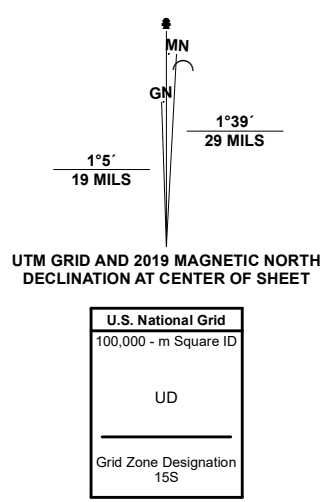 MN
GN
1°39´
29 MILS
1°5´
19 MILS
UTM GRID AND 2019 MAGNETIC NORTH
DECLINATION AT CENTER OF SHEET
U.S. National Grid
100,000 - m Square ID
UD
Grid Zone Designation
15S